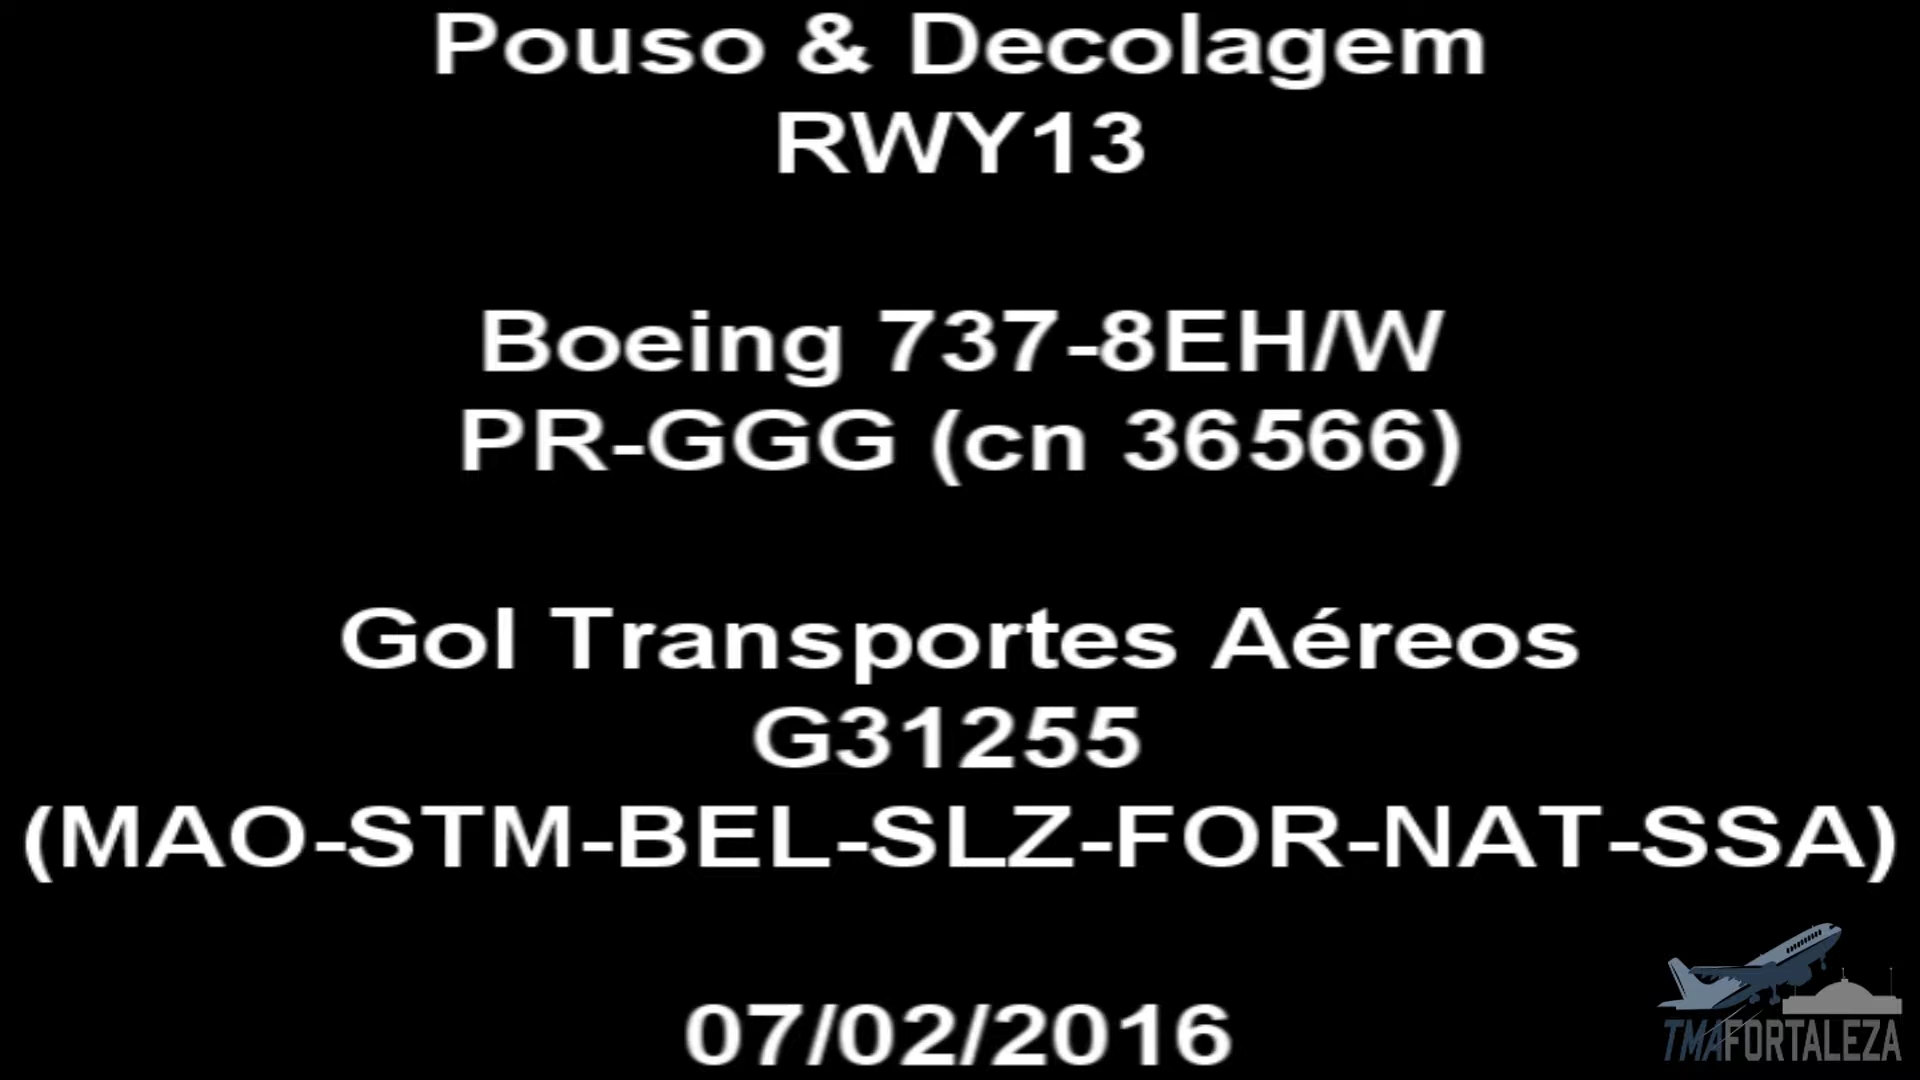 Pouso & Decolagem
RWY13
Boeing 737-8EH/W
PR-GGG (cn 36566)
Gol Transportes Aéreos
G31255
(MAO-STM-BEL-SLZ-FOR-NAT-SSA)
07/02/2016
TMAFORTALEZA